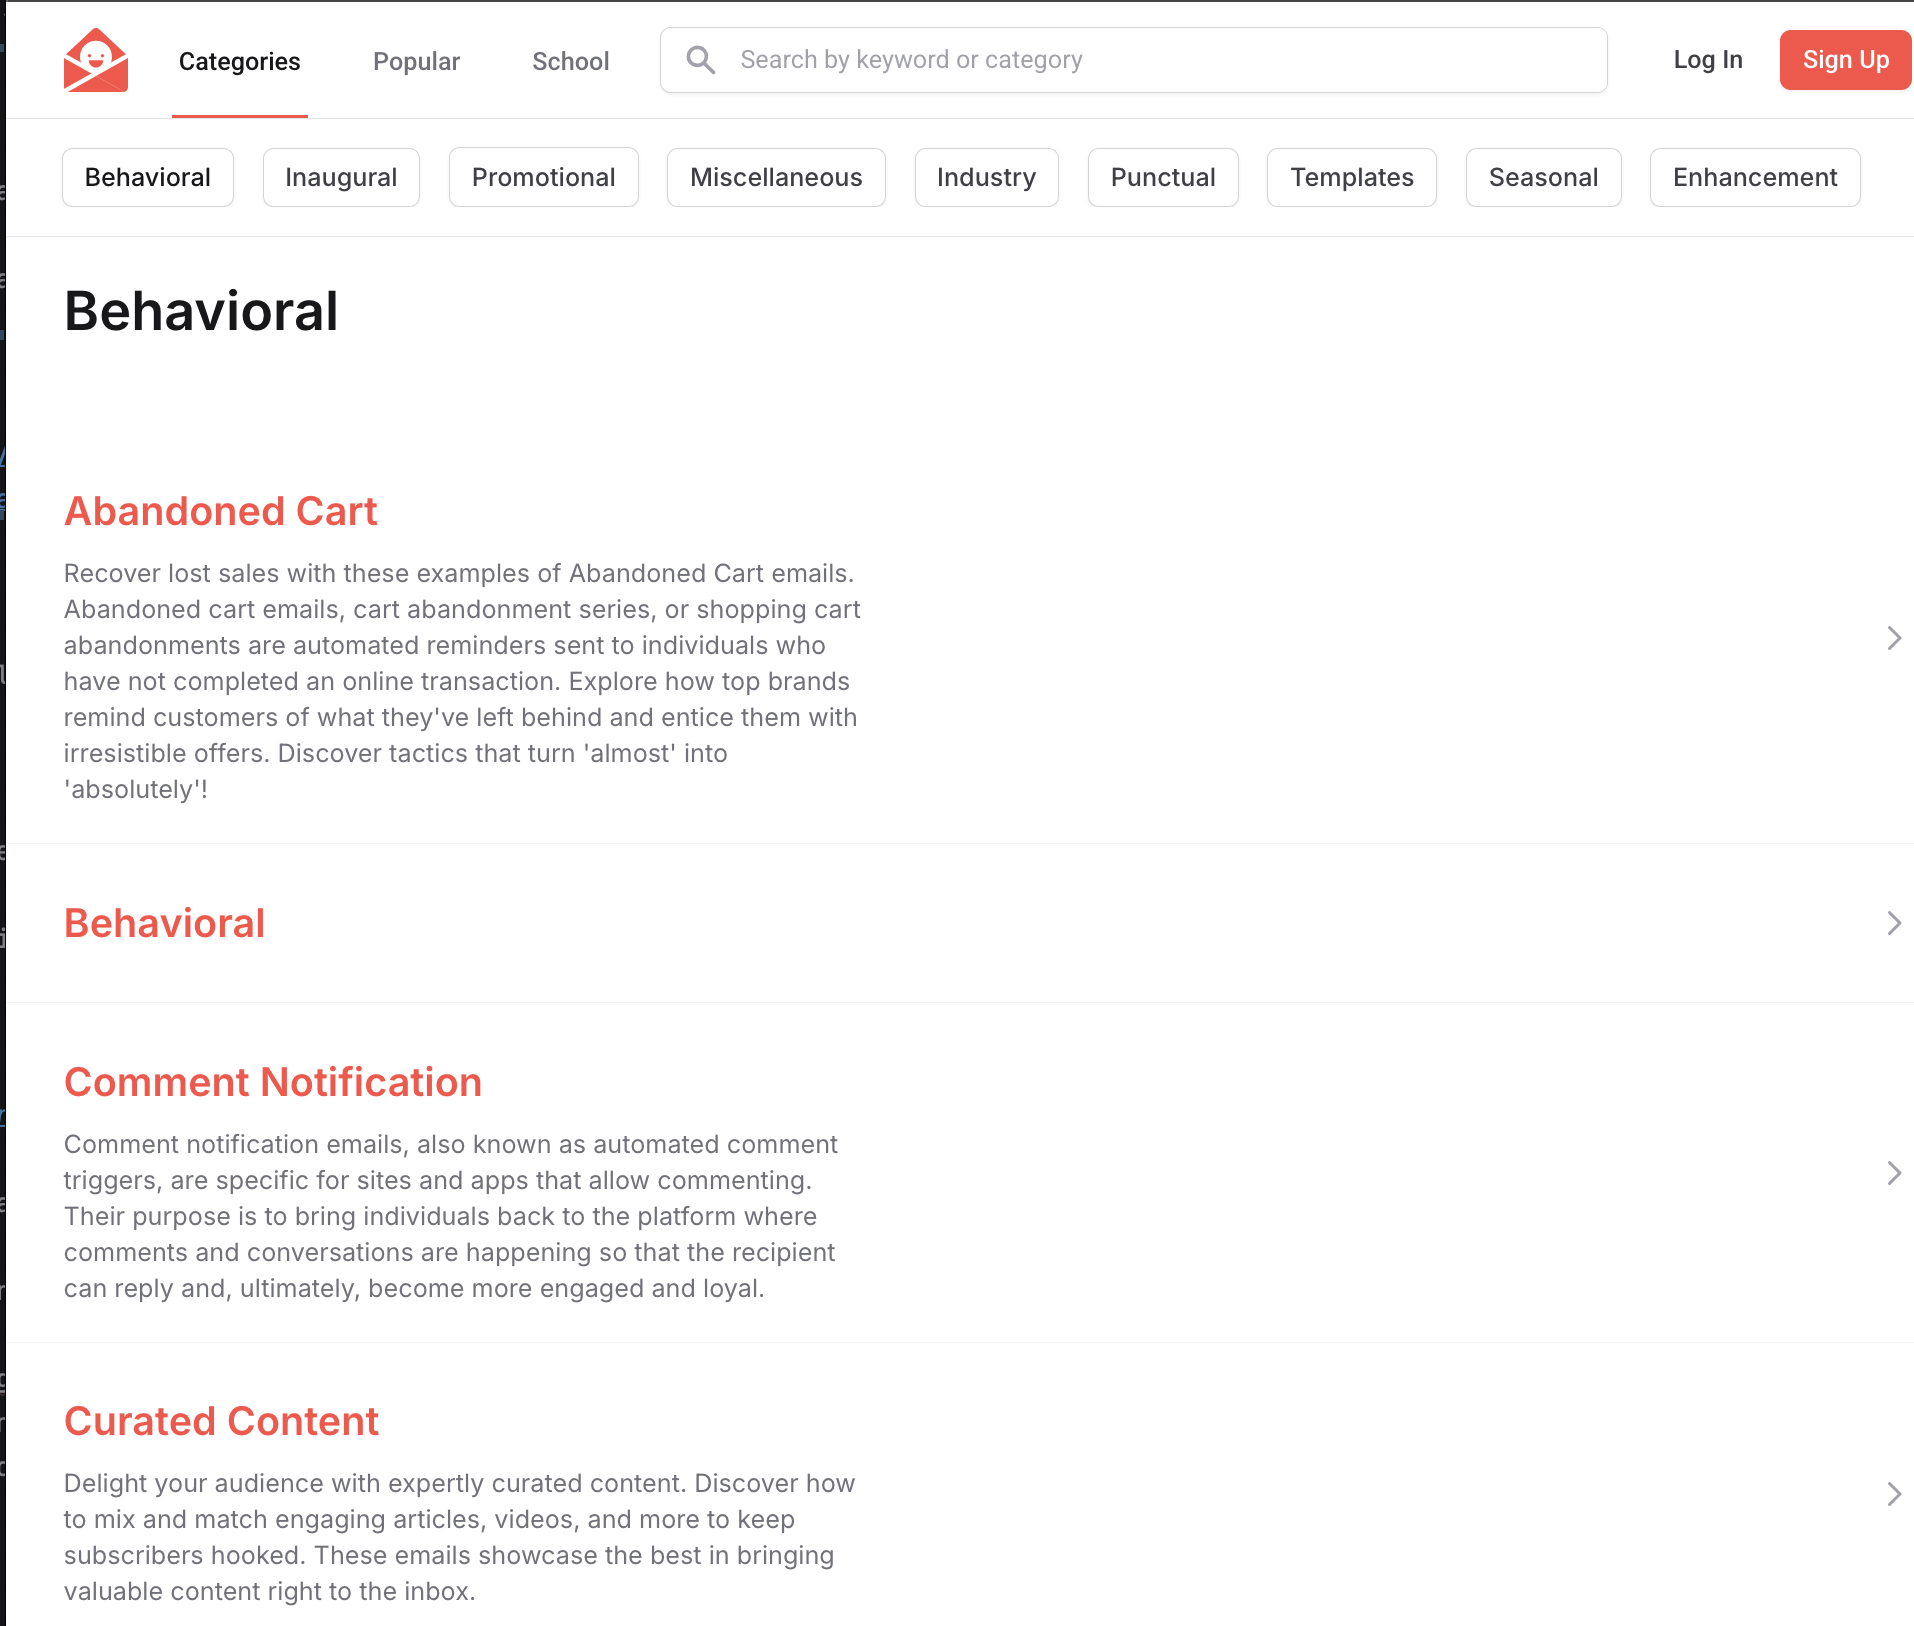 Categories Popular School Search by keyword or category Log In Sign Up
Behavioral Inaugural Promotional Miscellaneous Industry Punctual Templates Seasonal Enhancement
Behavioral
Abandoned Cart
Recover lost sales with these examples of Abandoned Cart emails.
Abandoned cart emails, cart abandonment series, or shopping cart
abandonments are automated reminders sent to individuals who
have not completed an online transaction. Explore how top brands
remind customers of what they've left behind and entice them with
irresistible offers. Discover tactics that turn 'almost' into
'absolutely'!
Behavioral
Comment Notification
Comment notification emails, also known as automated comment
triggers, are specific for sites and apps that allow commenting.
Their purpose is to bring individuals back to the platform where
comments and conversations are happening so that the recipient
can reply and, ultimately, become more engaged and loyal.
Curated Content
Delight your audience with expertly curated content. Discover how
to mix and match engaging articles, videos, and more to keep
subscribers hooked. These emails showcase the best in bringing
valuable content right to the inbox.